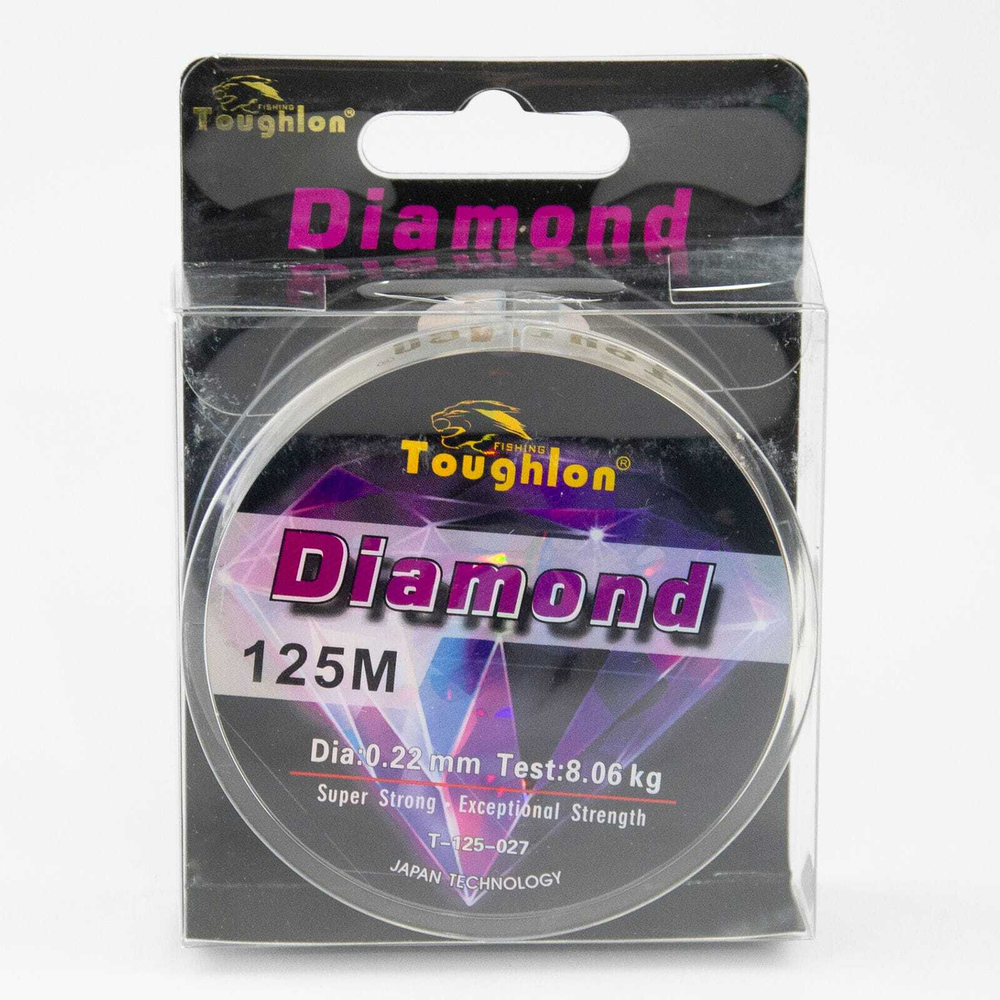 FISHING
Toughlon®
Diamond
FISHING
Toughlon®
Diamond
125M
Dia:0.22 mm Test:8.06 kg
Super Strong . Exceptional Strength
T-125-027
JAPAN TECHNOLOGY